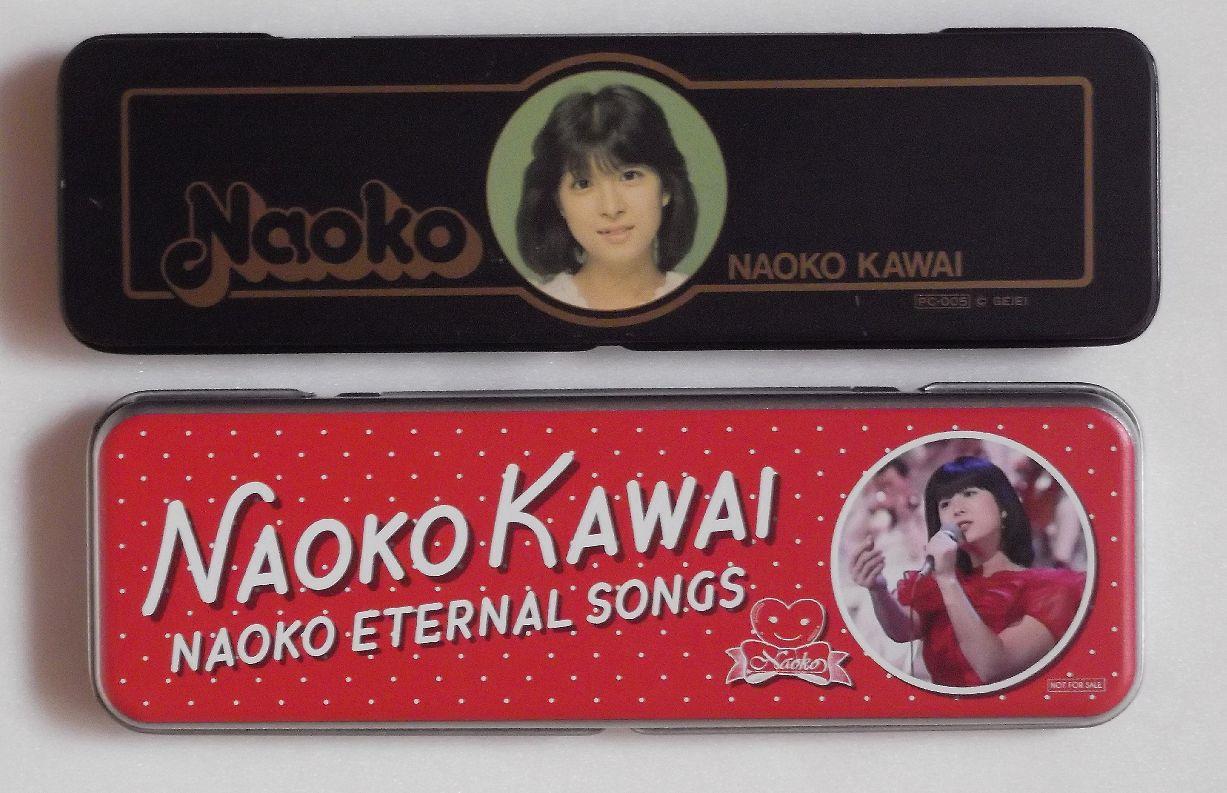 Naoko
NAOKO KAWAI
PC-005 © GEIEI
NAOKO KAWAI
NAOKO ETERNAL SONGS
Naoko
NOT FOR SALE